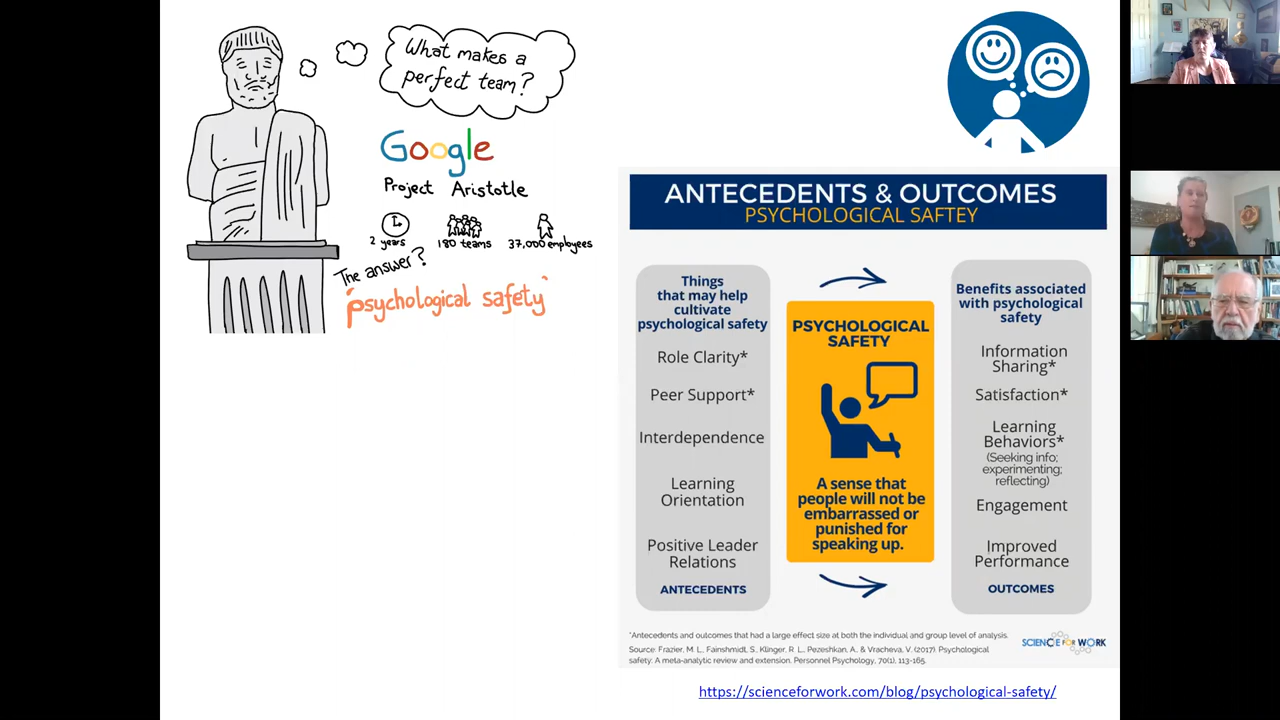 What makes a
perfect team?
Google
Project Aristotle
2 years
180 teams
37,000 employees
The answer?
psychological safety
ANTECEDENTS & OUTCOMES
PSYCHOLOGICAL SAFTEY
Things
that may help
cultivate
psychological safety
Role Clarity*
Peer Support*
Interdependence
Learning
Orientation
Positive Leader
Relations
ANTECEDENTS
PSYCHOLOGICAL
SAFETY
A sense that
people will not be
embarrassed or
punished for
speaking up.
Benefits associated
with psychological
safety
Information
Sharing*
Satisfaction*
Learning
Behaviors*
(Seeking info;
experimenting;
reflecting)
Engagement
Improved
Performance
OUTCOMES
*Antecedents and outcomes that had a large effect size at both the individual and group level of analysis.
Source: Frazier, M. L., Fainshmidt, S., Klinger, R. L., Pezeshkan, A., & Vracheva, V. (2017). Psychological
safety: A meta-analytic review and extension. Personnel Psychology, 70(1), 113-165.
SCIENCE FOR WORK
https://scienceforwork.com/blog/psychological-safety/